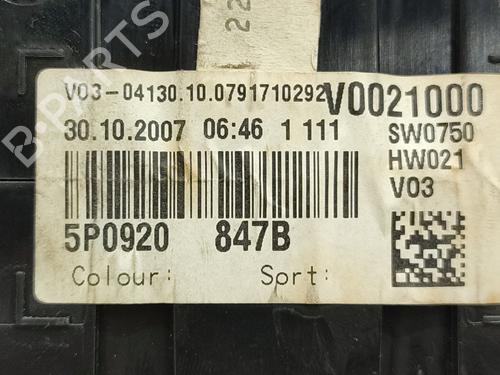 22
V03-04130.10.0791710292 V0021000
30.10.2007 06:46 1 111 SW0750
HW021
V03
5P0920 847B
Colour: Sort:
B-PARTS